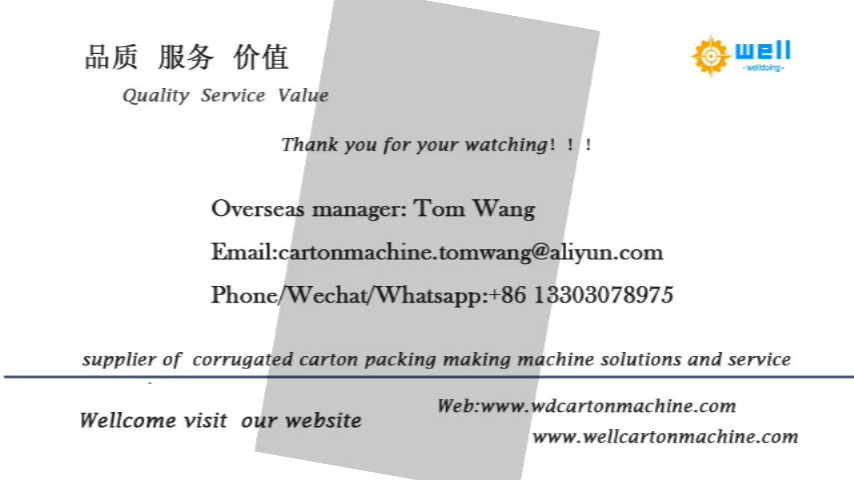 品质 服务 价值
well
-welldoing-
Quality Service Value
Thank you for your watching！！！
Overseas manager: Tom Wang
Email:cartonmachine.tomwang@aliyun.com
Phone/Wechat/Whatsapp:+86 13303078975
supplier of corrugated carton packing making machine solutions and service
Wellcome visit our website
Web:www.wdcartonmachine.com
www.wellcartonmachine.com